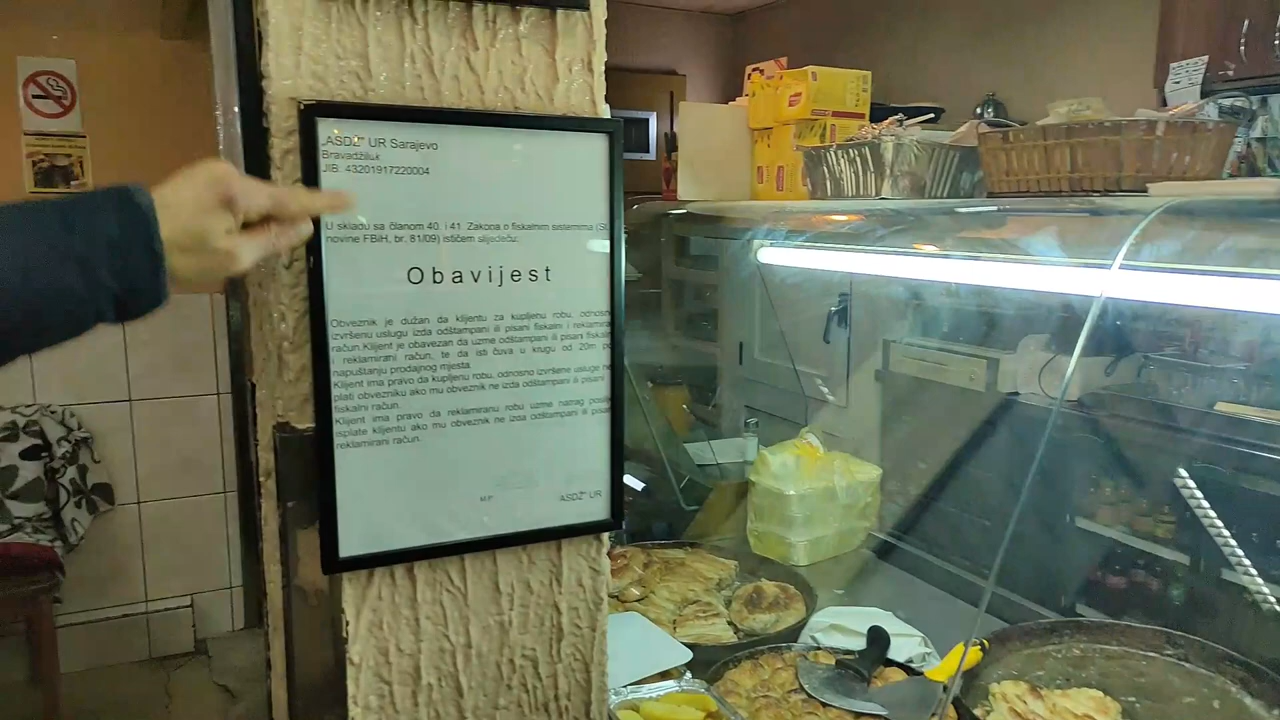 „ASDŽ" UR Sarajevo
Bravadžiluk
JIB: 43201917220004
U skladu sa članom 40. i 41. Zakona o fiskalnim sistemima (Sl.
novine FBiH, br. 81/09) ističem slijedeću:
Obavijest
Obveznik je dužan da klijentu za kupljenu robu, odnosno
izvršenu uslugu izda odštampani ili pisani fiskalni i reklamira
račun.Klijent je obavezan da uzme odštampani ili pisani fiskaln
i reklamirani račun, te da isti čuva u krugu od 20m po
napuštanju prodajnog mjesta.
Klijent ima pravo da kupljenu robu, odnosno izvršene usluge ne
plati obvezniku ako mu obveznik ne izda odštampani ili pisani
fiskalni račun.
Klijent ima pravo da reklamiranu robu uzme natrag poslije
isplate klijentu ako mu obveznik ne izda odštampani ili pisan
reklamirani račun.
M.P.
ASDŽ" UR